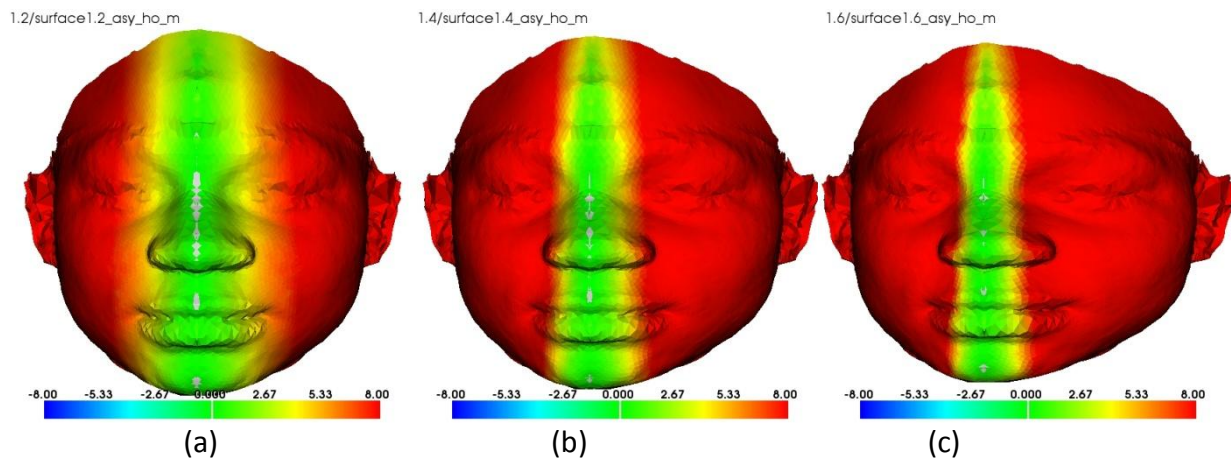 1.2/surface1.2_asy_ho_m
1.4/surface1.4_asy_ho_m
1.6/surface1.6_asy_ho_m
-8.00 -5.33 -2.67 0.000 2.67 5.33 8.00
-8.00 -5.33 -2.67 0.000 2.67 5.33 8.00
-8.00 -5.33 -2.67 0.000 2.67 5.33 8.00
(a)
(b)
(c)